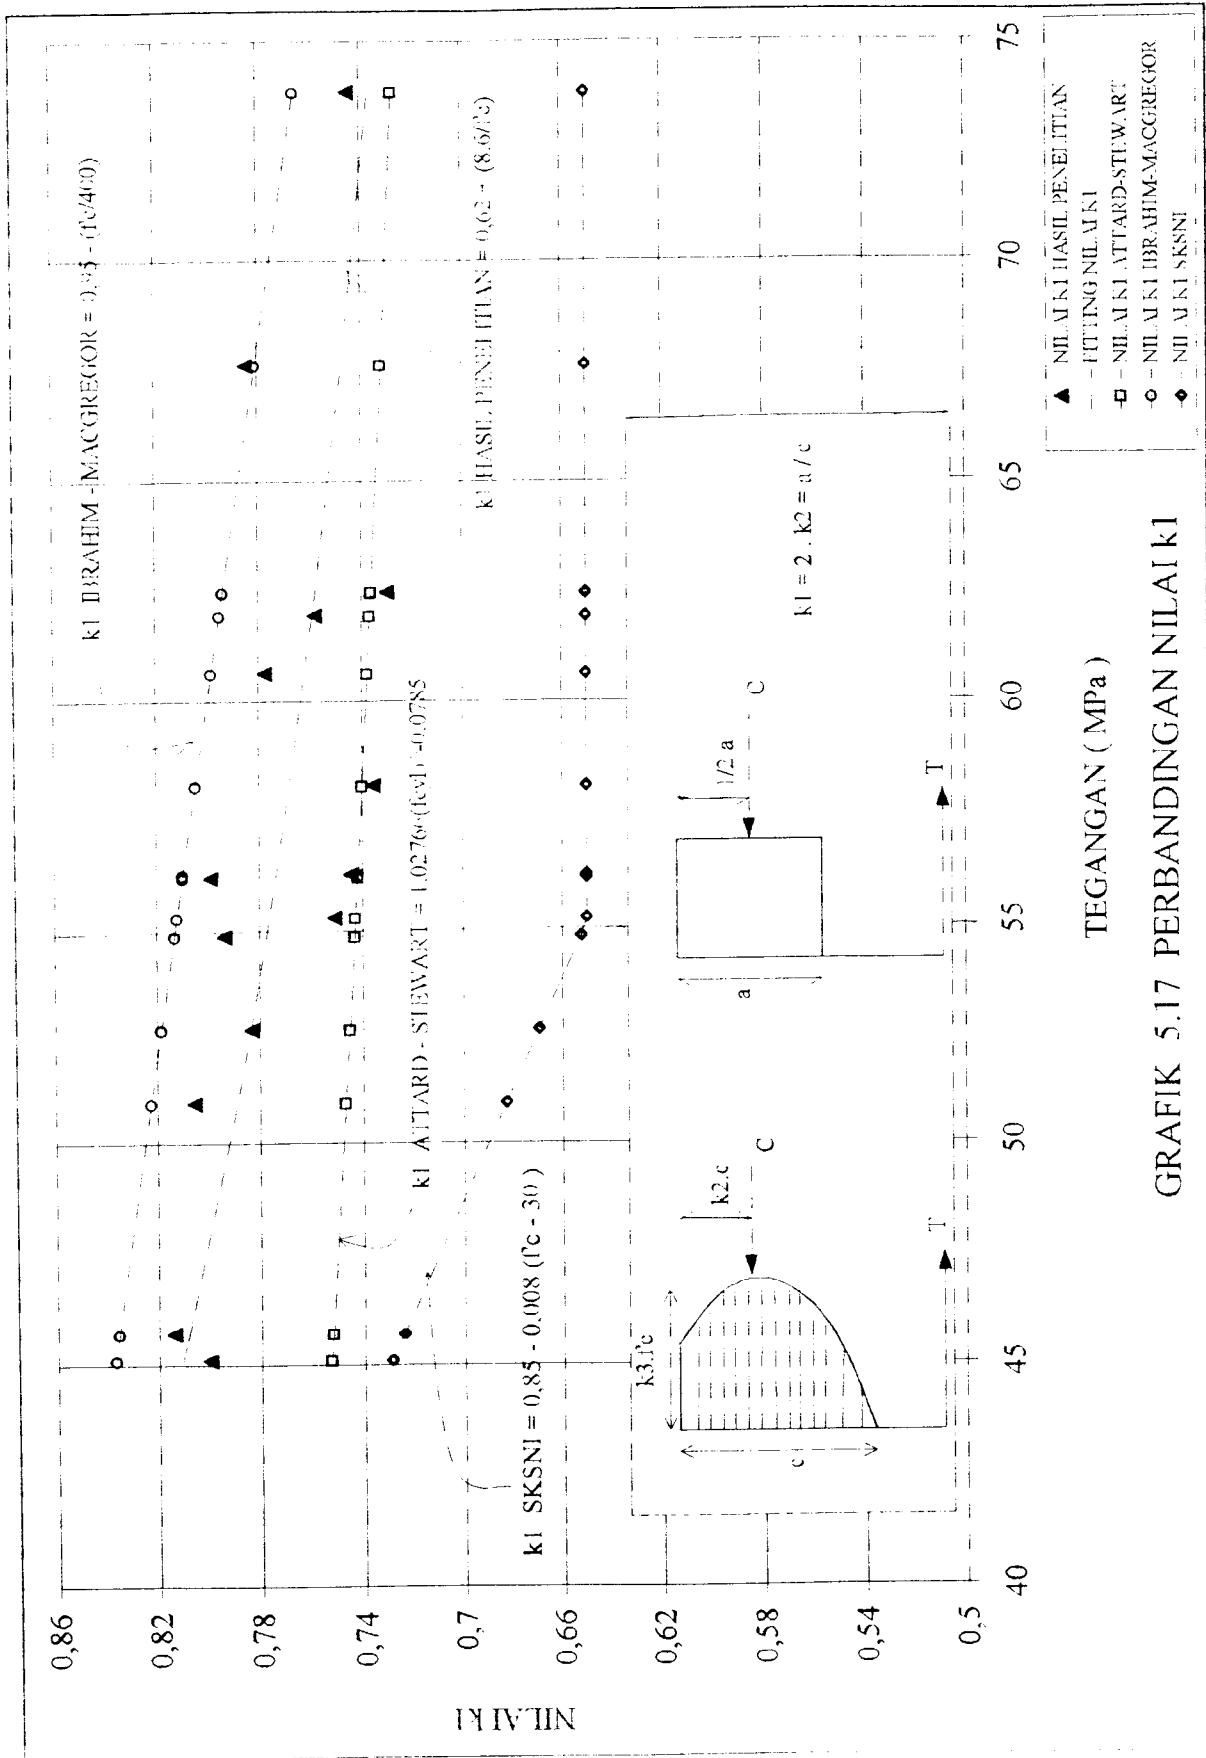 k1 IBRAHIM - MACGREGOR = 0,95 - (f'c/400)
k1 HASIL PENELITIAN = 0,62 + (8.6/f'c)
k1 ATTARD - STEWART =
k1 SKSNI = 0,85 - 0.008 (f'c - 30 )
k1 = 2 . k2 = a / c
k3.f'c
k2.c
C
c
T
1/2 a
C
a
T
NILAI k1
0,86
0,82
0,78
0,74
0,7
0,66
0,62
0,58
0,54
0,5
40
45
50
55
60
65
70
75
TEGANGAN ( MPa )
▲ NILAI K1 HASIL PENELITIAN
FITTING NILAI K1
NILAI K1 ATTARD-STEWART
NILAI K1 IBRAHIM-MACGREGOR
NILAI K1 SKSNI
GRAFIK 5.17 PERBANDINGAN NILAI k1